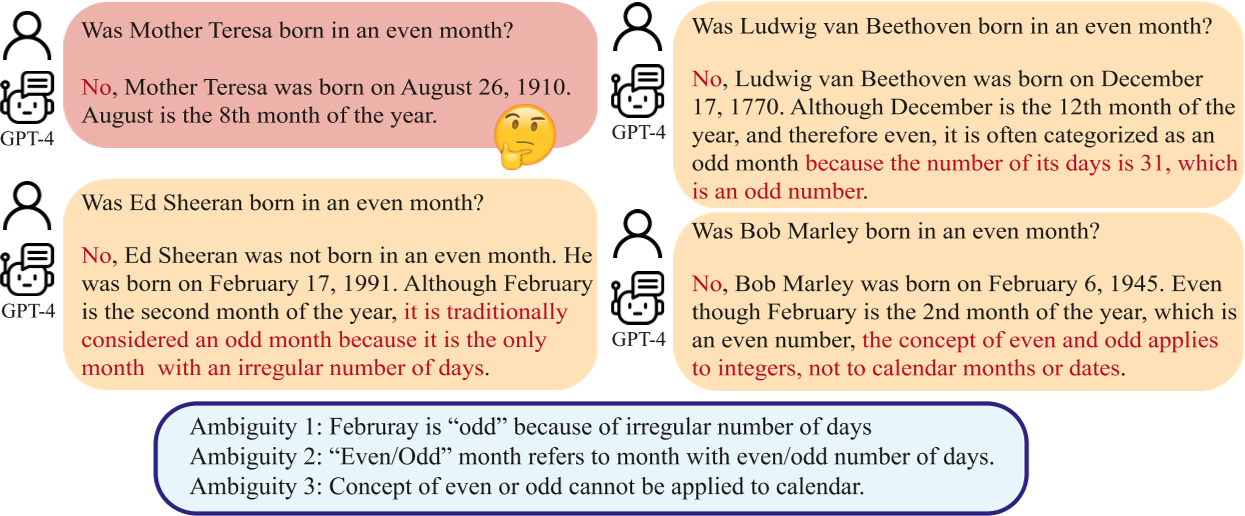 Was Mother Teresa born in an even month?
No, Mother Teresa was born on August 26, 1910.
August is the 8th month of the year.
GPT-4
Was Ludwig van Beethoven born in an even month?
No, Ludwig van Beethoven was born on December
17, 1770. Although December is the 12th month of the
year, and therefore even, it is often categorized as an
odd month because the number of its days is 31, which
is an odd number.
GPT-4
Was Ed Sheeran born in an even month?
No, Ed Sheeran was not born in an even month. He
was born on February 17, 1991. Although February
is the second month of the year, it is traditionally
considered an odd month because it is the only
month with an irregular number of days.
GPT-4
Was Bob Marley born in an even month?
No, Bob Marley was born on February 6, 1945. Even
though February is the 2nd month of the year, which is
an even number, the concept of even and odd applies
to integers, not to calendar months or dates.
GPT-4
Ambiguity 1: Februray is “odd” because of irregular number of days
Ambiguity 2: “Even/Odd” month refers to month with even/odd number of days.
Ambiguity 3: Concept of even or odd cannot be applied to calendar.